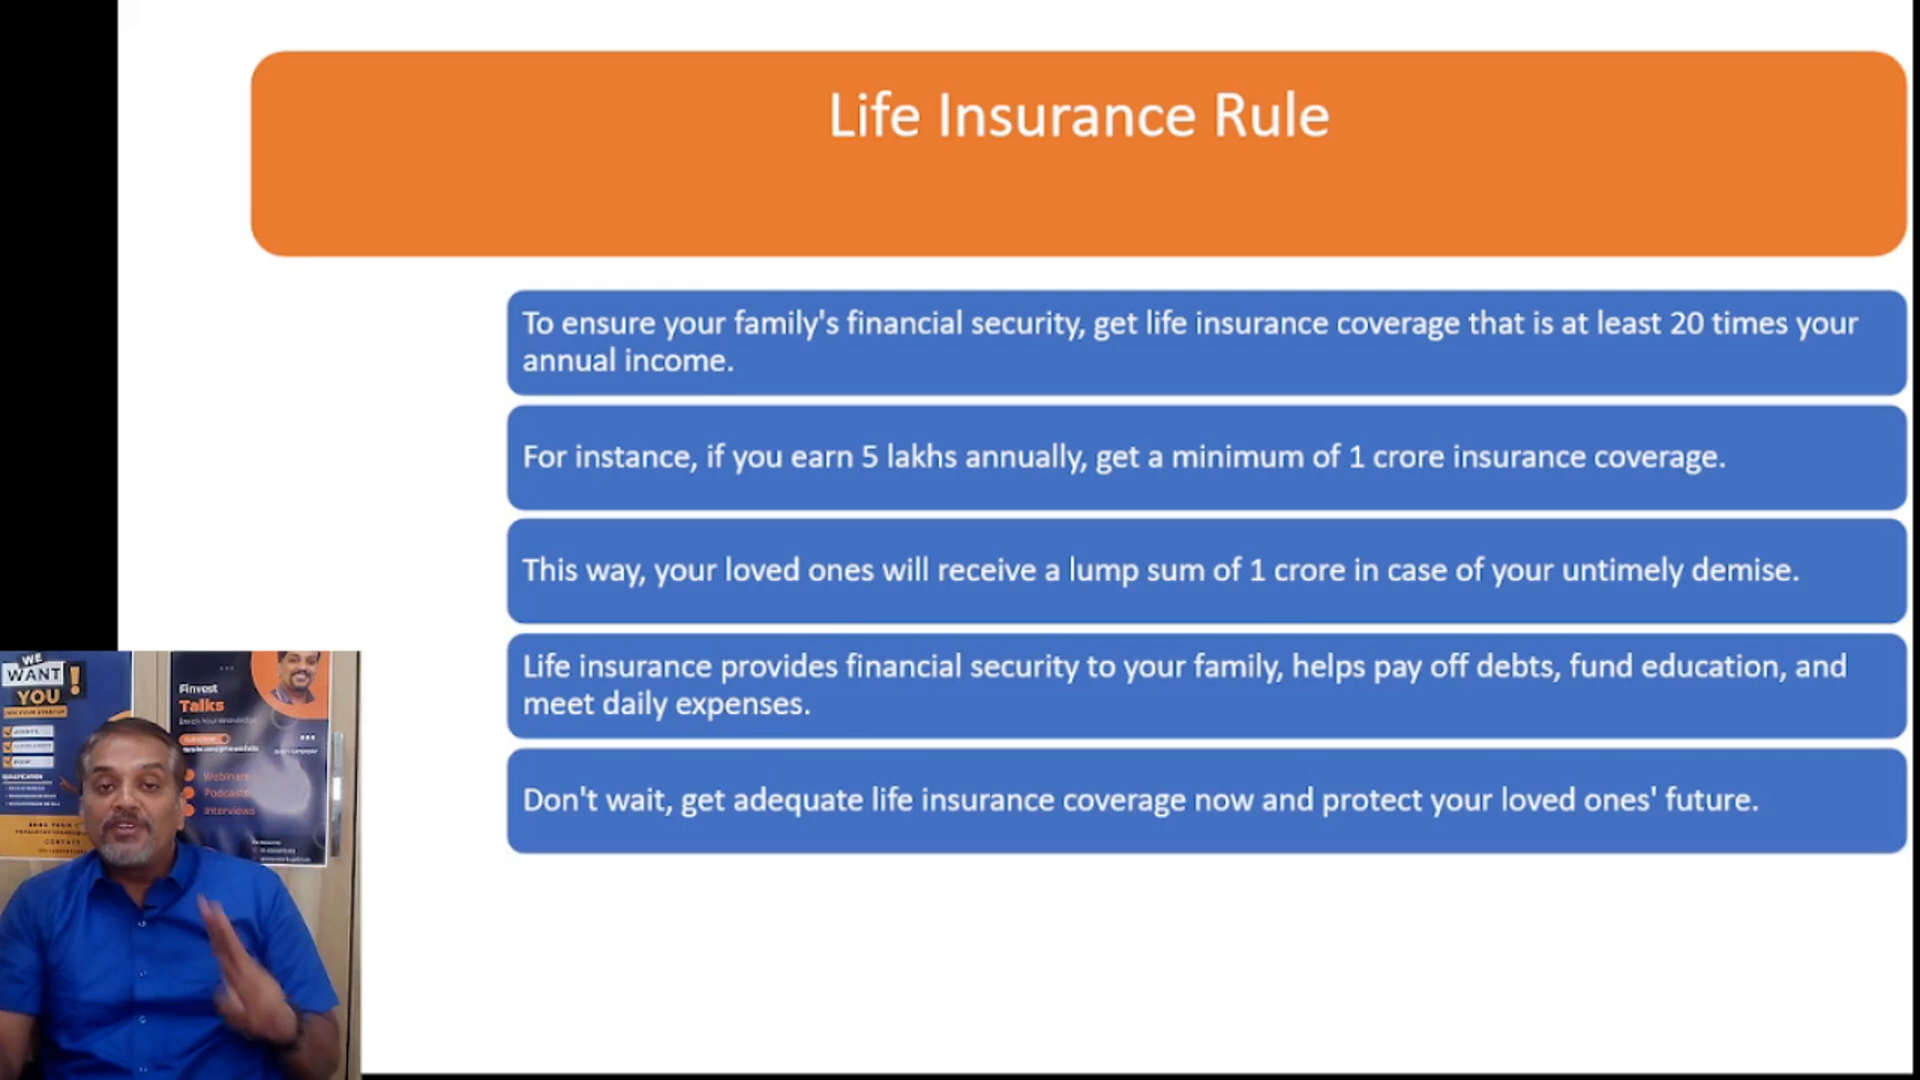 Life Insurance Rule
To ensure your family's financial security, get life insurance coverage that is at least 20 times your
annual income.
For instance, if you earn 5 lakhs annually, get a minimum of 1 crore insurance coverage.
This way, your loved ones will receive a lump sum of 1 crore in case of your untimely demise.
Life insurance provides financial security to your family, helps pay off debts, fund education, and
meet daily expenses.
Don't wait, get adequate life insurance coverage now and protect your loved ones' future.
WE
WANT
YOU!
Finvest
Talks
Enrich Your Knowledge
Webinars
Podcasts
Interviews